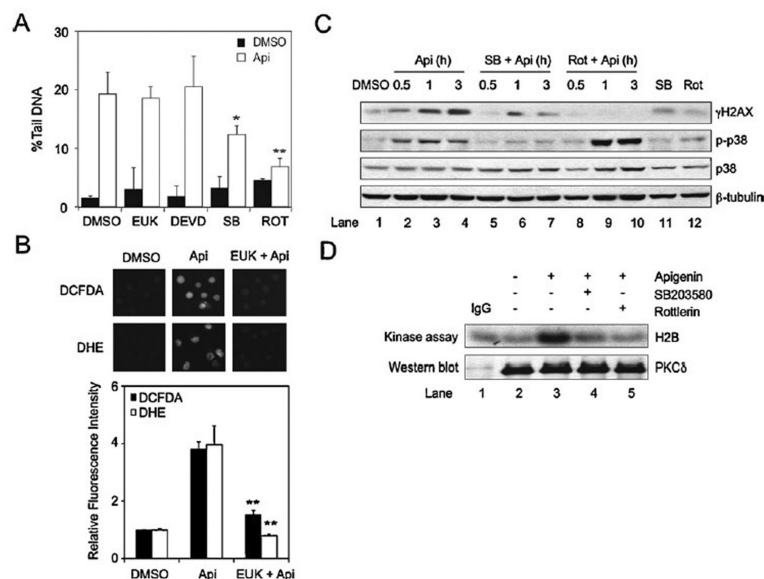 A
DMSO
Api
%Tail DNA
30
20
10
0
*
**
DMSO EUK DEVD SB ROT
B
DMSO Api EUK + Api
DCFDA
DHE
Relative Fluorescence Intensity
6
4
2
0
DCFDA
DHE
**
**
DMSO Api EUK + Api
C
Api (h) SB + Api (h) Rot + Api (h)
DMSO 0.5 1 3 0.5 1 3 0.5 1 3 SB Rot
γH2AX
p-p38
p38
β-tubulin
Lane 1 2 3 4 5 6 7 8 9 10 11 12
D
- + + + Apigenin
- - + - SB203580
IgG - - - + Rottlerin
Kinase assay H2B
Western blot PKCδ
Lane 1 2 3 4 5